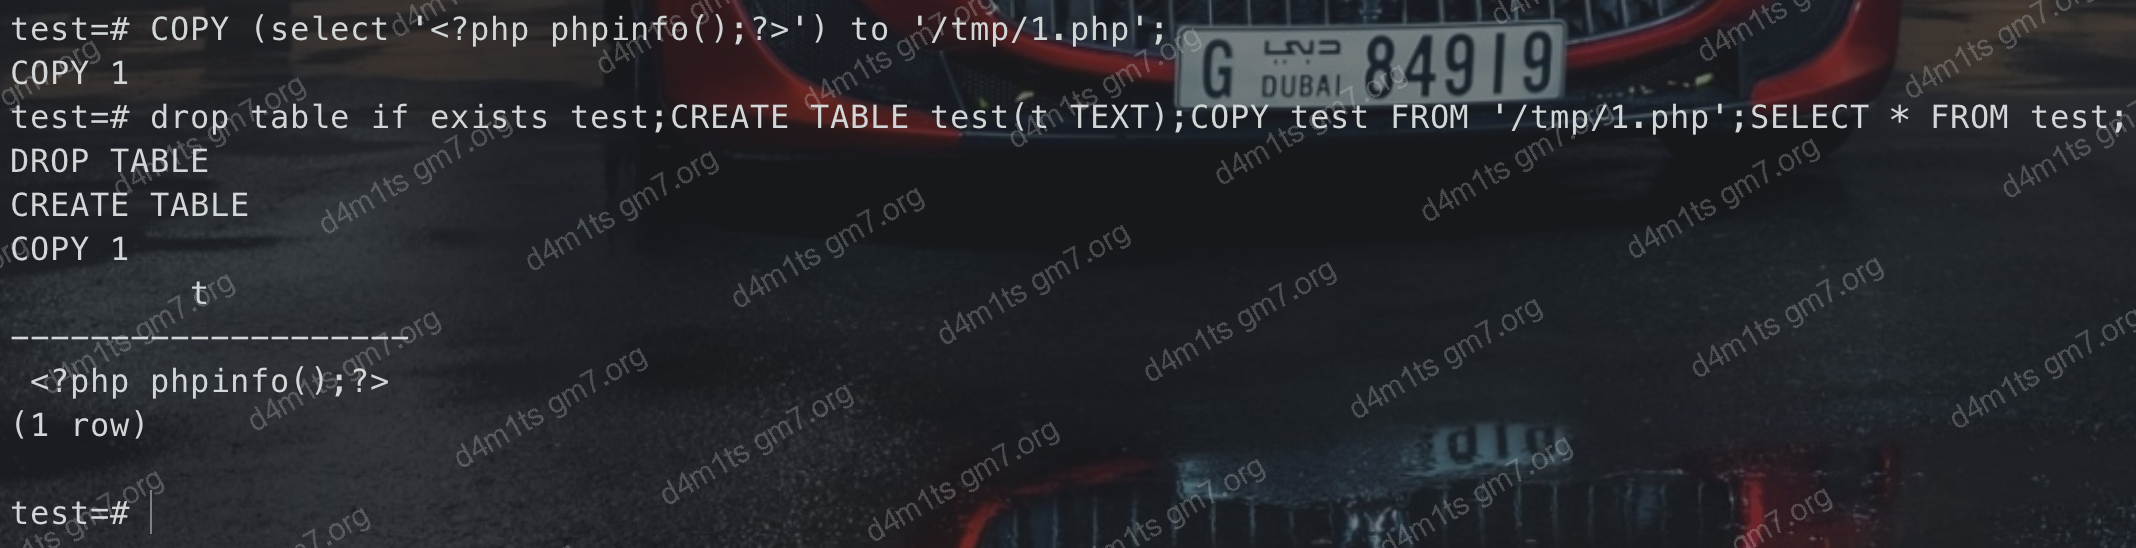 test=# COPY (select '<?php phpinfo();?>') to '/tmp/1.php';
COPY 1
test=# drop table if exists test;CREATE TABLE test(t TEXT);COPY test FROM '/tmp/1.php';SELECT * FROM test;
DROP TABLE
CREATE TABLE
COPY 1
t
--------------------
<?php phpinfo();?>
(1 row)
test=#
G دبي 84919
DUBAI
d4m1ts gm7.org